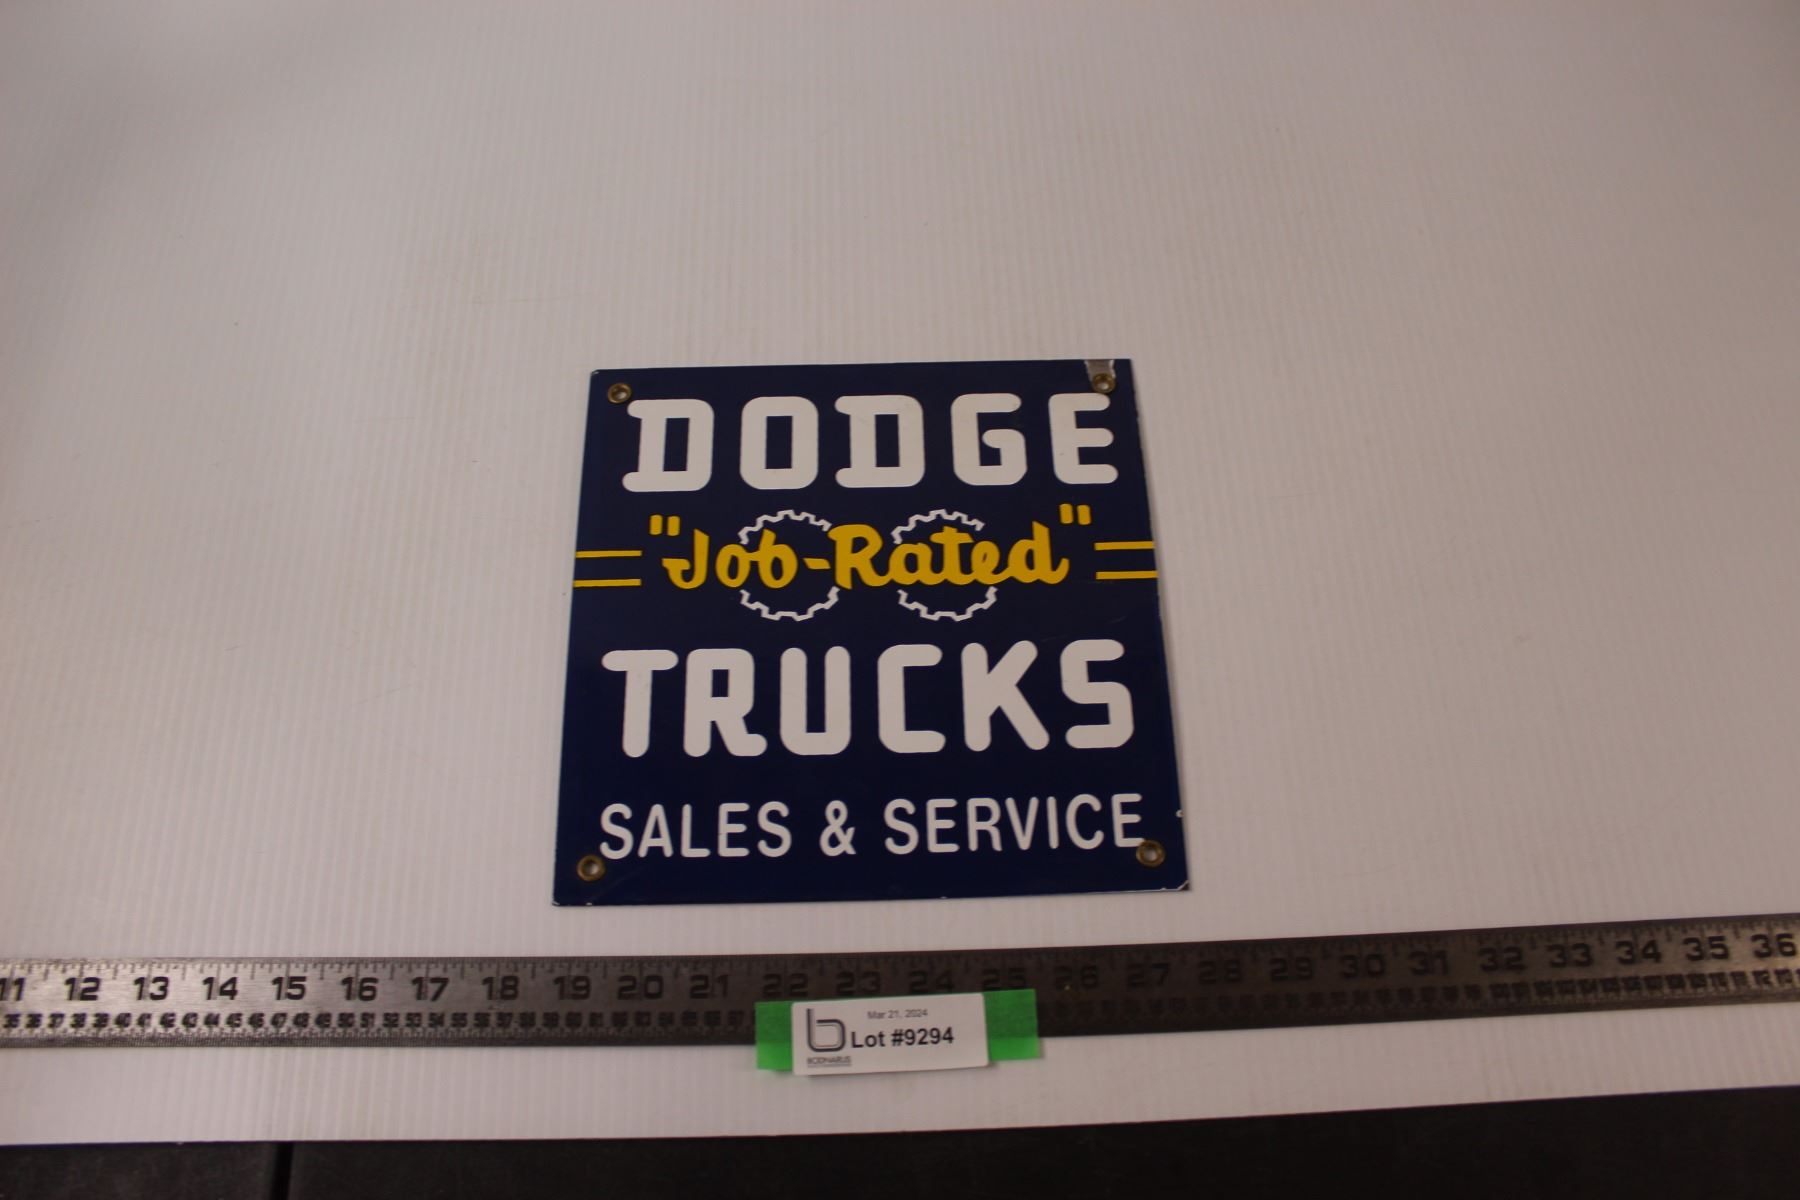 DODGE
"Job-Rated"
TRUCKS
SALES & SERVICE
11 12 13 14 15 16 17 18 19 20 21 22 23 24 25 26 27 28 29 30 31 32 33 34 35 36
Mar 21, 2024
Lot #9294
BODNARUS